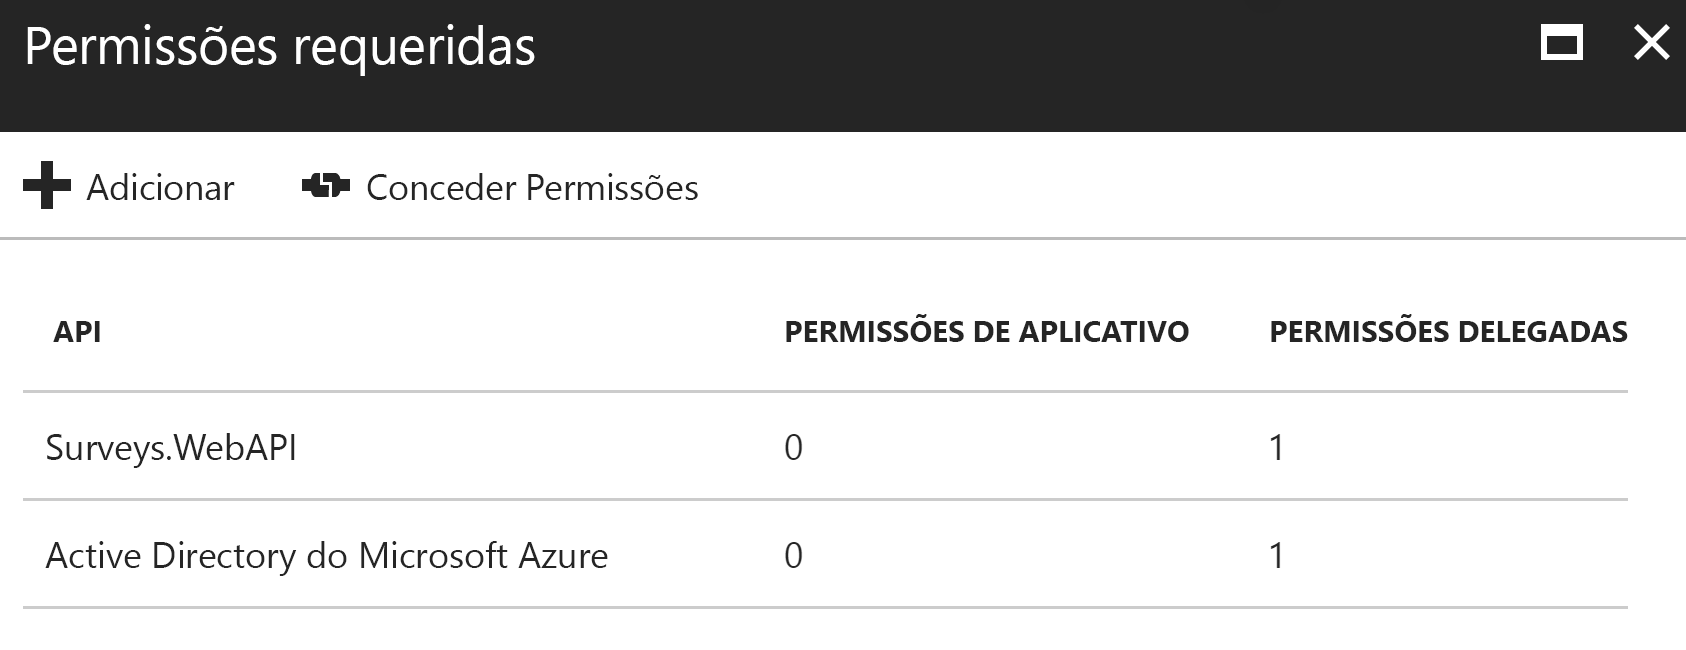 Permissões requeridas
Adicionar Conceder Permissões
API PERMISSÕES DE APLICATIVO PERMISSÕES DELEGADAS
Surveys.WebAPI 0 1
Active Directory do Microsoft Azure 0 1